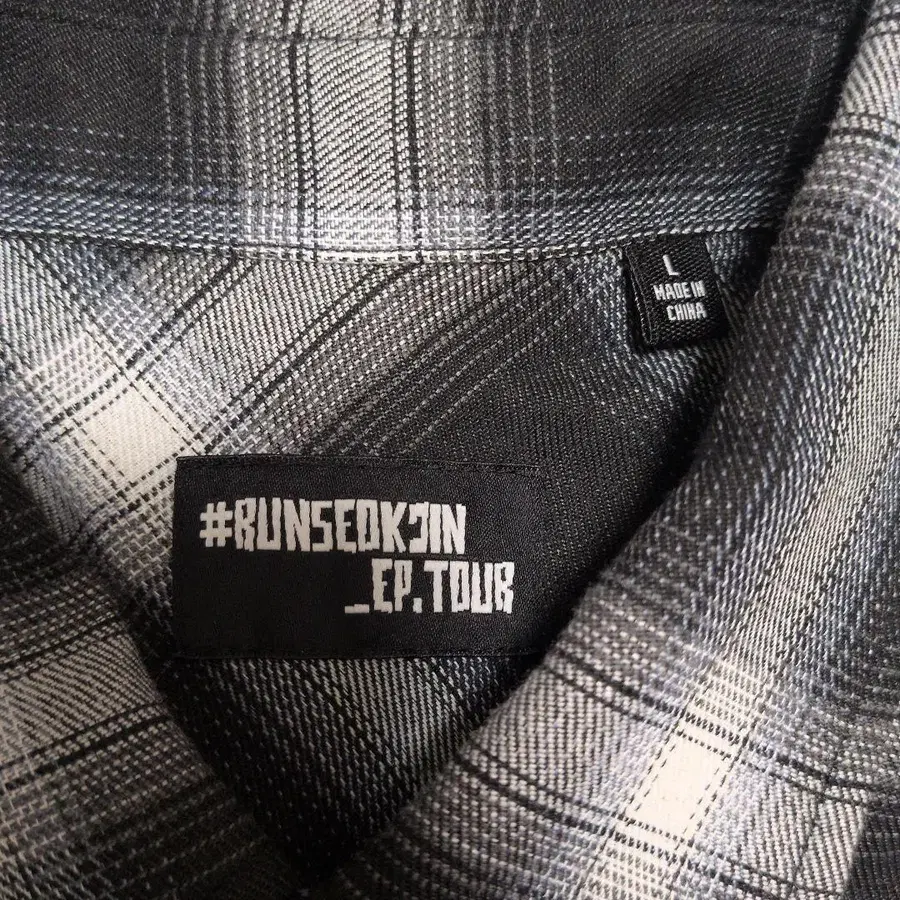 L
MADE IN
CHINA
#RUNSEOKJIN
_EP.TOUR